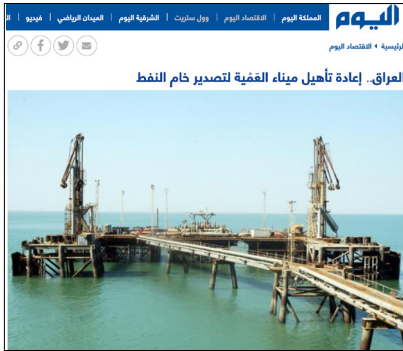 اليوم
المملكة اليوم | الاقتصاد اليوم | وول ستريت | الشرقية اليوم | الميدان الرياضي | فيديو
الرئيسية ‹ الاقتصاد اليوم
العراق.. إعادة تأهيل ميناء العَمَية لتصدير خام النفط